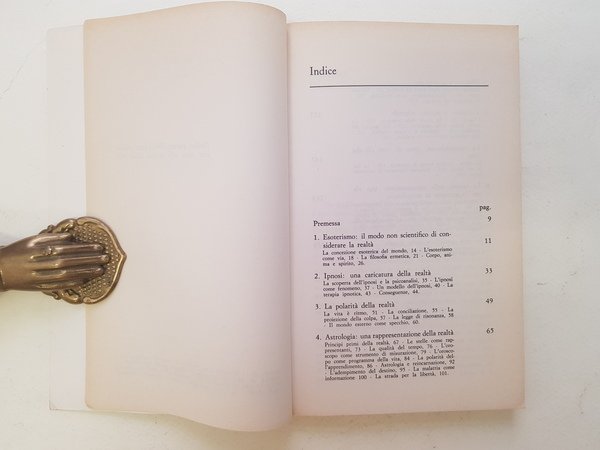 Indice
pag.
Premessa 9
1. Esoterismo: il modo non scientifico di con-
siderare la realtà 11
La concezione esoterica del mondo, 14 - L'esoterismo
come via, 18 - La filosofia ermetica, 21 - Corpo, ani-
ma e spirito, 26.
2. Ipnosi: una caricatura della realtà 33
La scoperta dell'ipnosi e la psicoanalisi, 35 - L'ipnosi
come fenomeno, 37 - Un modello dell'ipnosi, 40 - La
terapia ipnotica, 43 - Conseguenze, 44.
3. La polarità della realtà 49
La vita è ritmo, 51 - La conciliazione, 55 - La
proiezione della colpa, 57 - La legge di risonanza, 58
- Il mondo esterno come specchio, 60.
4. Astrologia: una rappresentazione della realtà 65
Principi primi della realtà, 67 - Le stelle come rap-
presentanti, 73 - La qualità del tempo, 76 - L'oro-
scopo come strumento di misurazione, 79 - L'orosco-
po come programma della vita, 84 - La polarità del-
l'apprendimento, 86 - Astrologia e reincarnazione, 92
- L'adempimento del destino, 95 - La malattia come
informazione 100 - La strada per la libertà, 101.